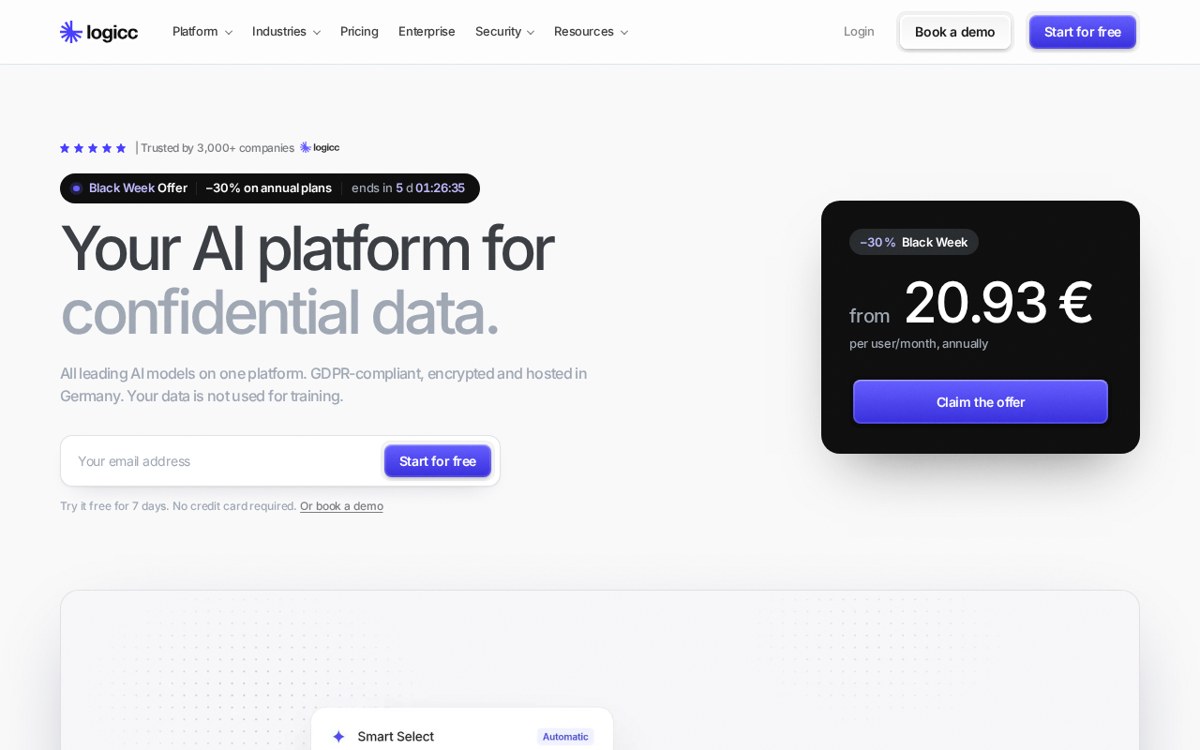 logicc
Platform
Industries
Pricing
Enterprise
Security
Resources
Login
Book a demo
Start for free
| Trusted by 3,000+ companies logicc
Black Week Offer
–30% on annual plans
ends in 5 d 01:26:35
Your AI platform for
confidential data.
All leading AI models on one platform. GDPR-compliant, encrypted and hosted in
Germany. Your data is not used for training.
Your email address
Start for free
Try it free for 7 days. No credit card required. Or book a demo
–30 % Black Week
from 20.93 €
per user/month, annually
Claim the offer
Smart Select
Automatic